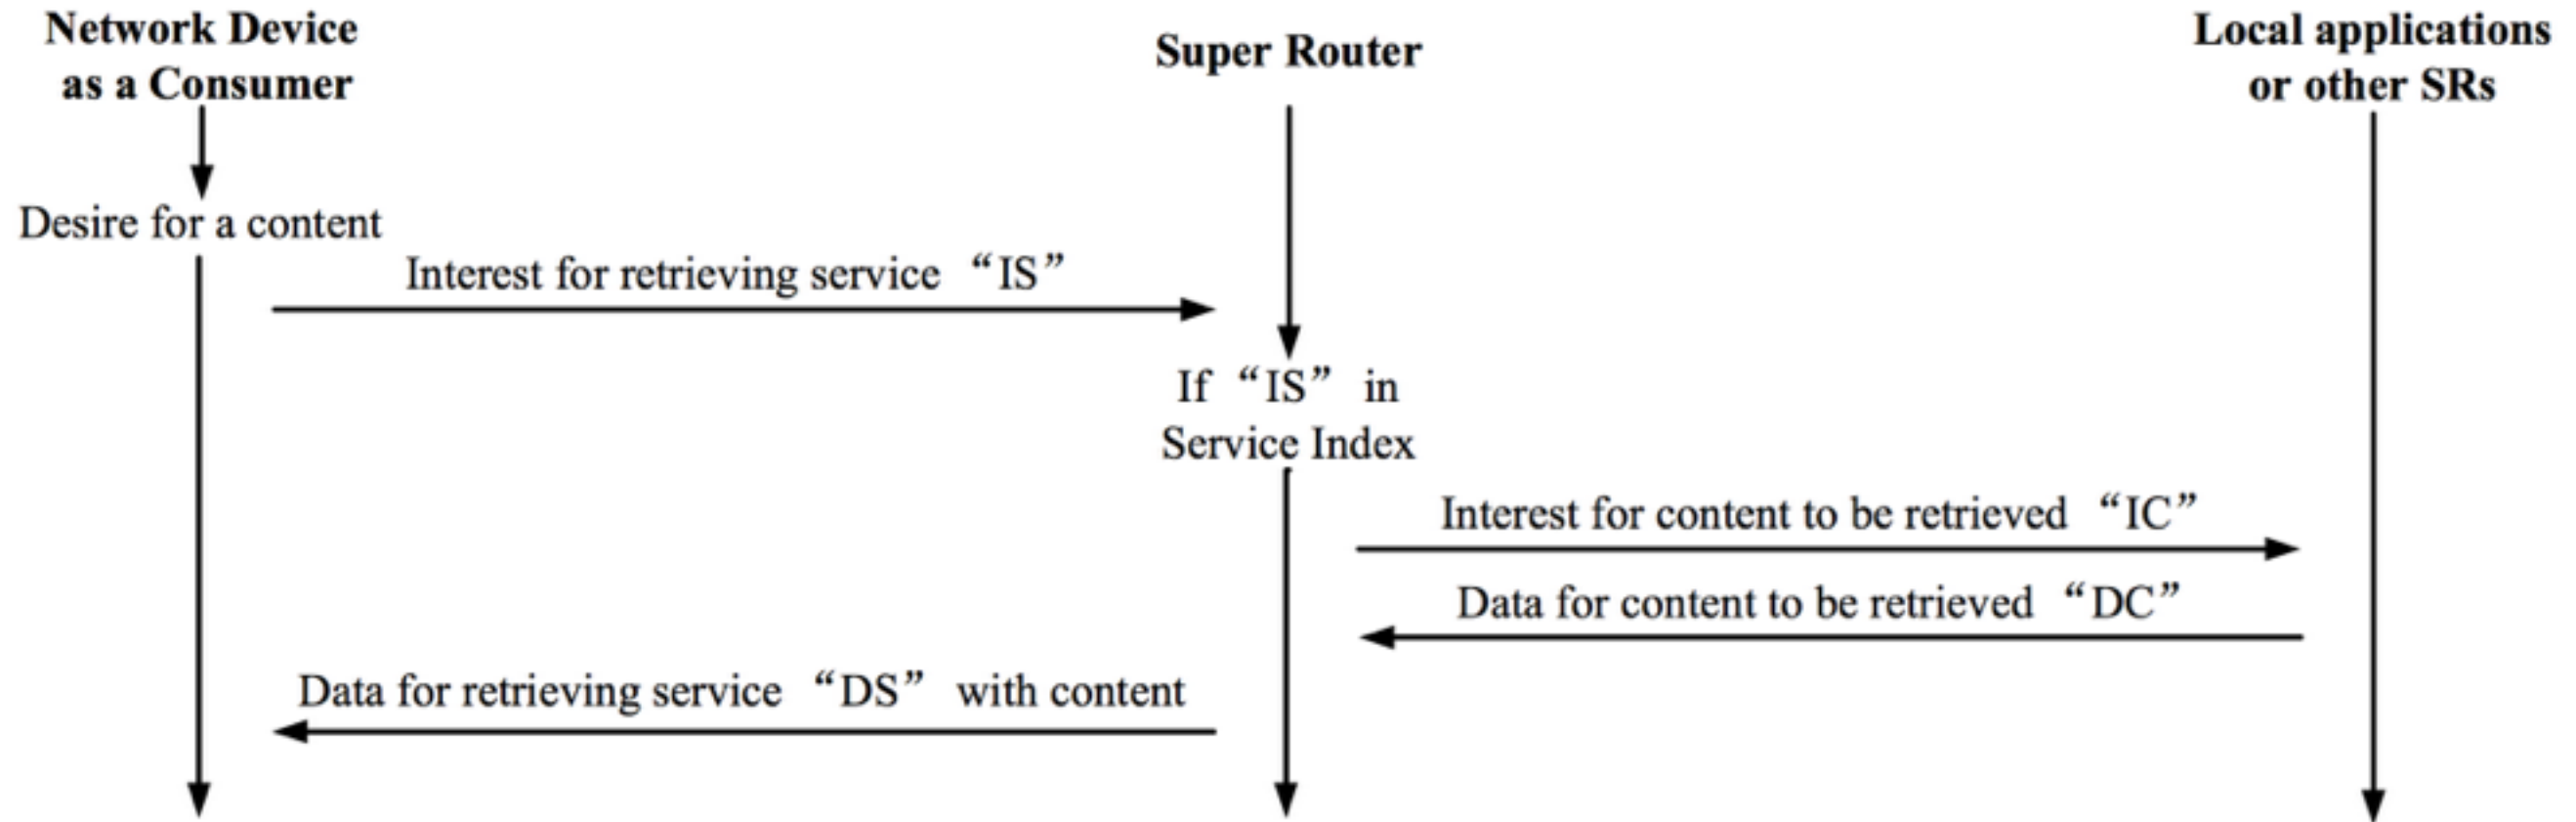 Network Device
as a Consumer
Super Router
Local applications
or other SRs
Desire for a content
Interest for retrieving service “IS”
If “IS” in
Service Index
Interest for content to be retrieved “IC”
Data for content to be retrieved “DC”
Data for retrieving service “DS” with content